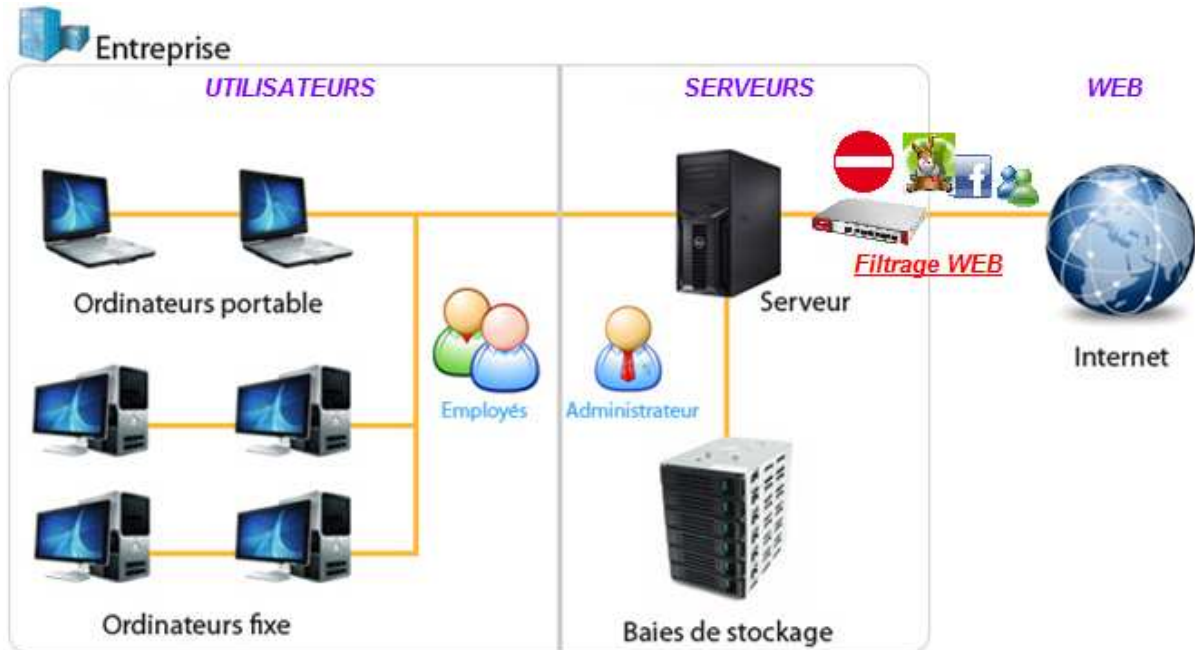 Entreprise
UTILISATEURS
SERVEURS
WEB
Filtrage WEB
Ordinateurs portable
Serveur
Internet
Employés
Administrateur
Ordinateurs fixe
Baies de stockage